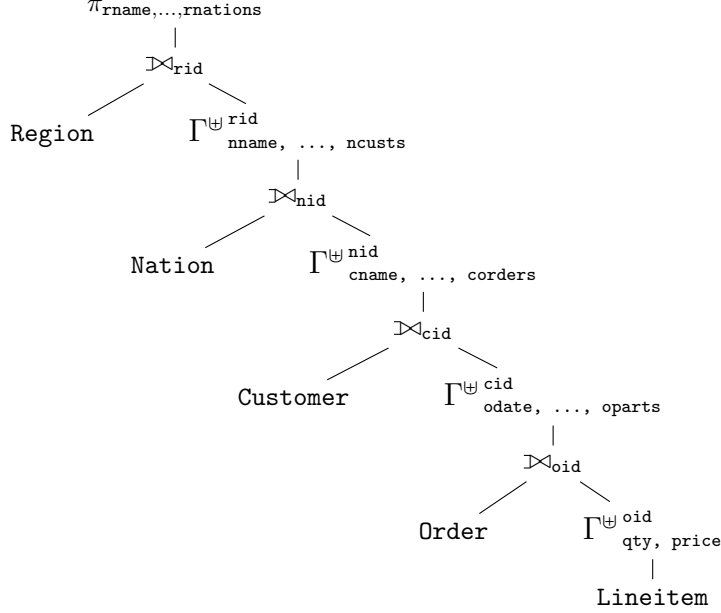 π rname,...,rnations
⟕ rid
Region Γ⊎ rid nname, ..., ncusts
⟕ nid
Nation Γ⊎ nid cname, ..., corders
⟕ cid
Customer Γ⊎ cid odate, ..., oparts
⟕ oid
Order Γ⊎ oid qty, price
Lineitem